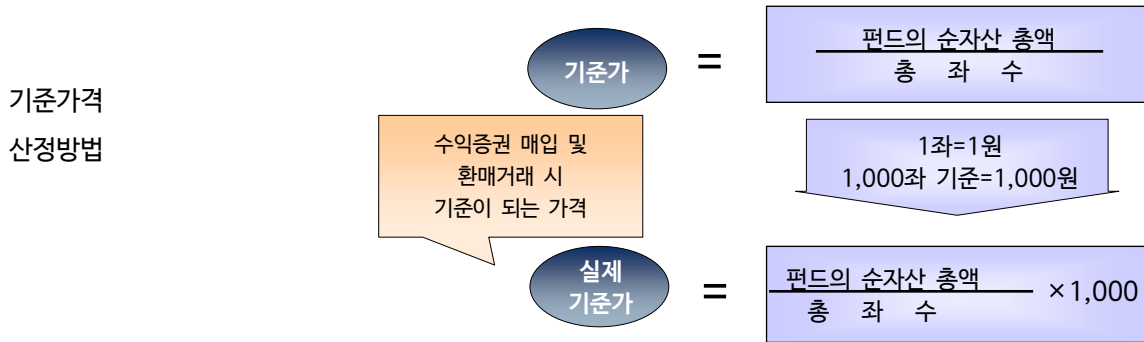 기준가격
산정방법
기준가
=
펀드의 순자산 총액
총 좌 수
수익증권 매입 및
환매거래 시
기준이 되는 가격
1좌=1원
1,000좌 기준=1,000원
실제
기준가
=
펀드의 순자산 총액
총 좌 수
×1,000